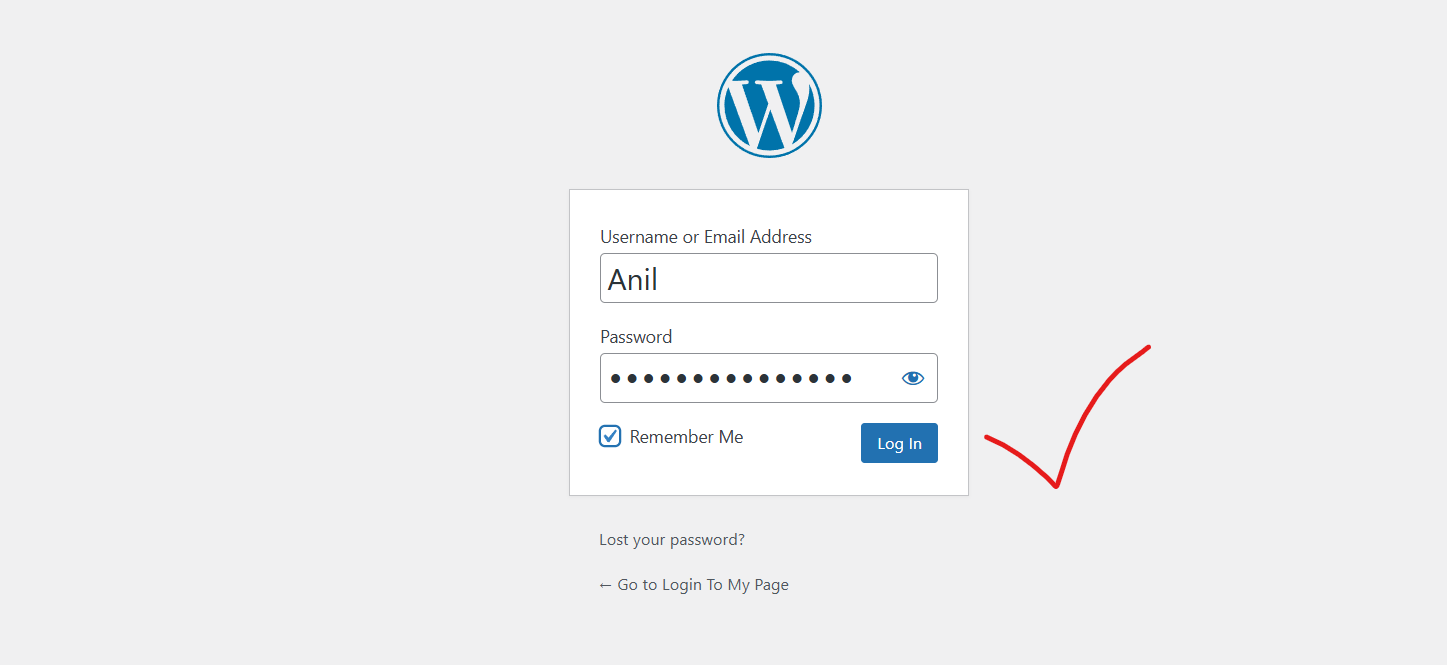 Username or Email Address
Anil
Password
●●●●●●●●●●●●●●●
Remember Me
Log In
Lost your password?
← Go to Login To My Page